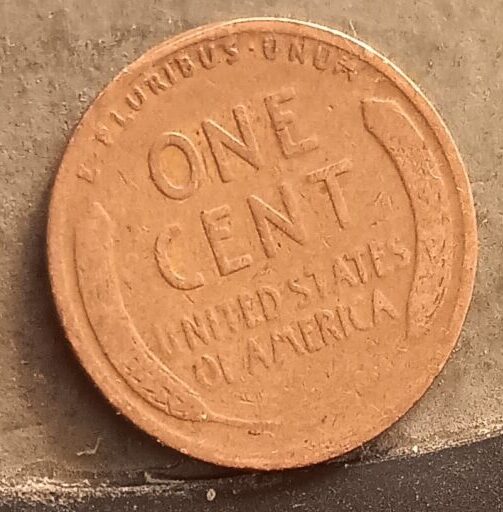 E·PLURIBUS·UNUM
ONE
CENT
UNITED STATES
OF AMERICA